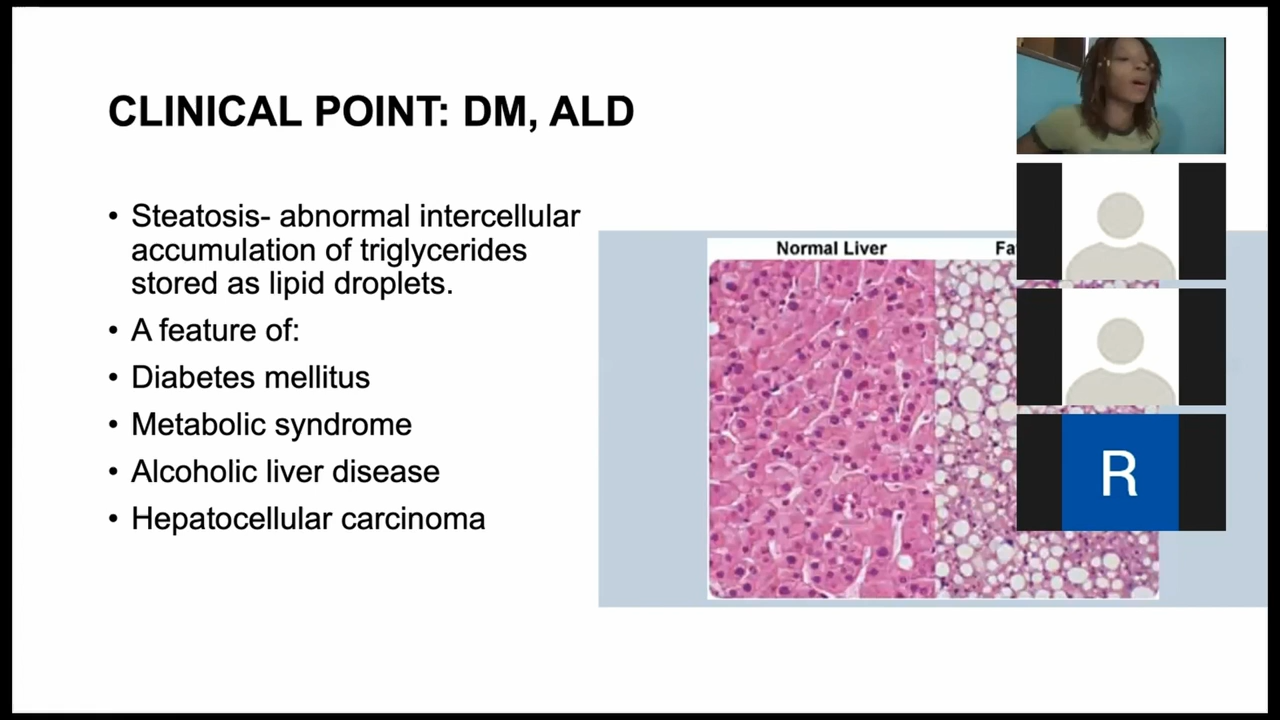 CLINICAL POINT: DM, ALD
• Steatosis- abnormal intercellular
accumulation of triglycerides
stored as lipid droplets.
• A feature of:
• Diabetes mellitus
• Metabolic syndrome
• Alcoholic liver disease
• Hepatocellular carcinoma
Normal Liver
R